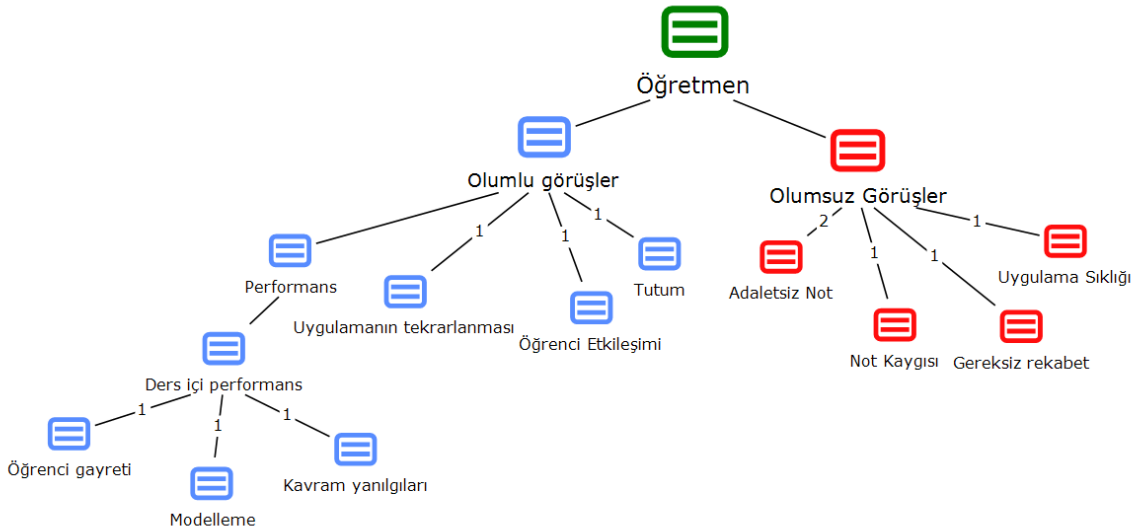 Öğretmen
Olumlu görüşler
Olumsuz Görüşler
1
1
1
2
1
1
1
Performans
Uygulamanın tekrarlanması
Öğrenci Etkileşimi
Tutum
Adaletsiz Not
Not Kaygısı
Gereksiz rekabet
Uygulama Sıklığı
Ders içi performans
1
1
1
Öğrenci gayreti
Modelleme
Kavram yanılgıları